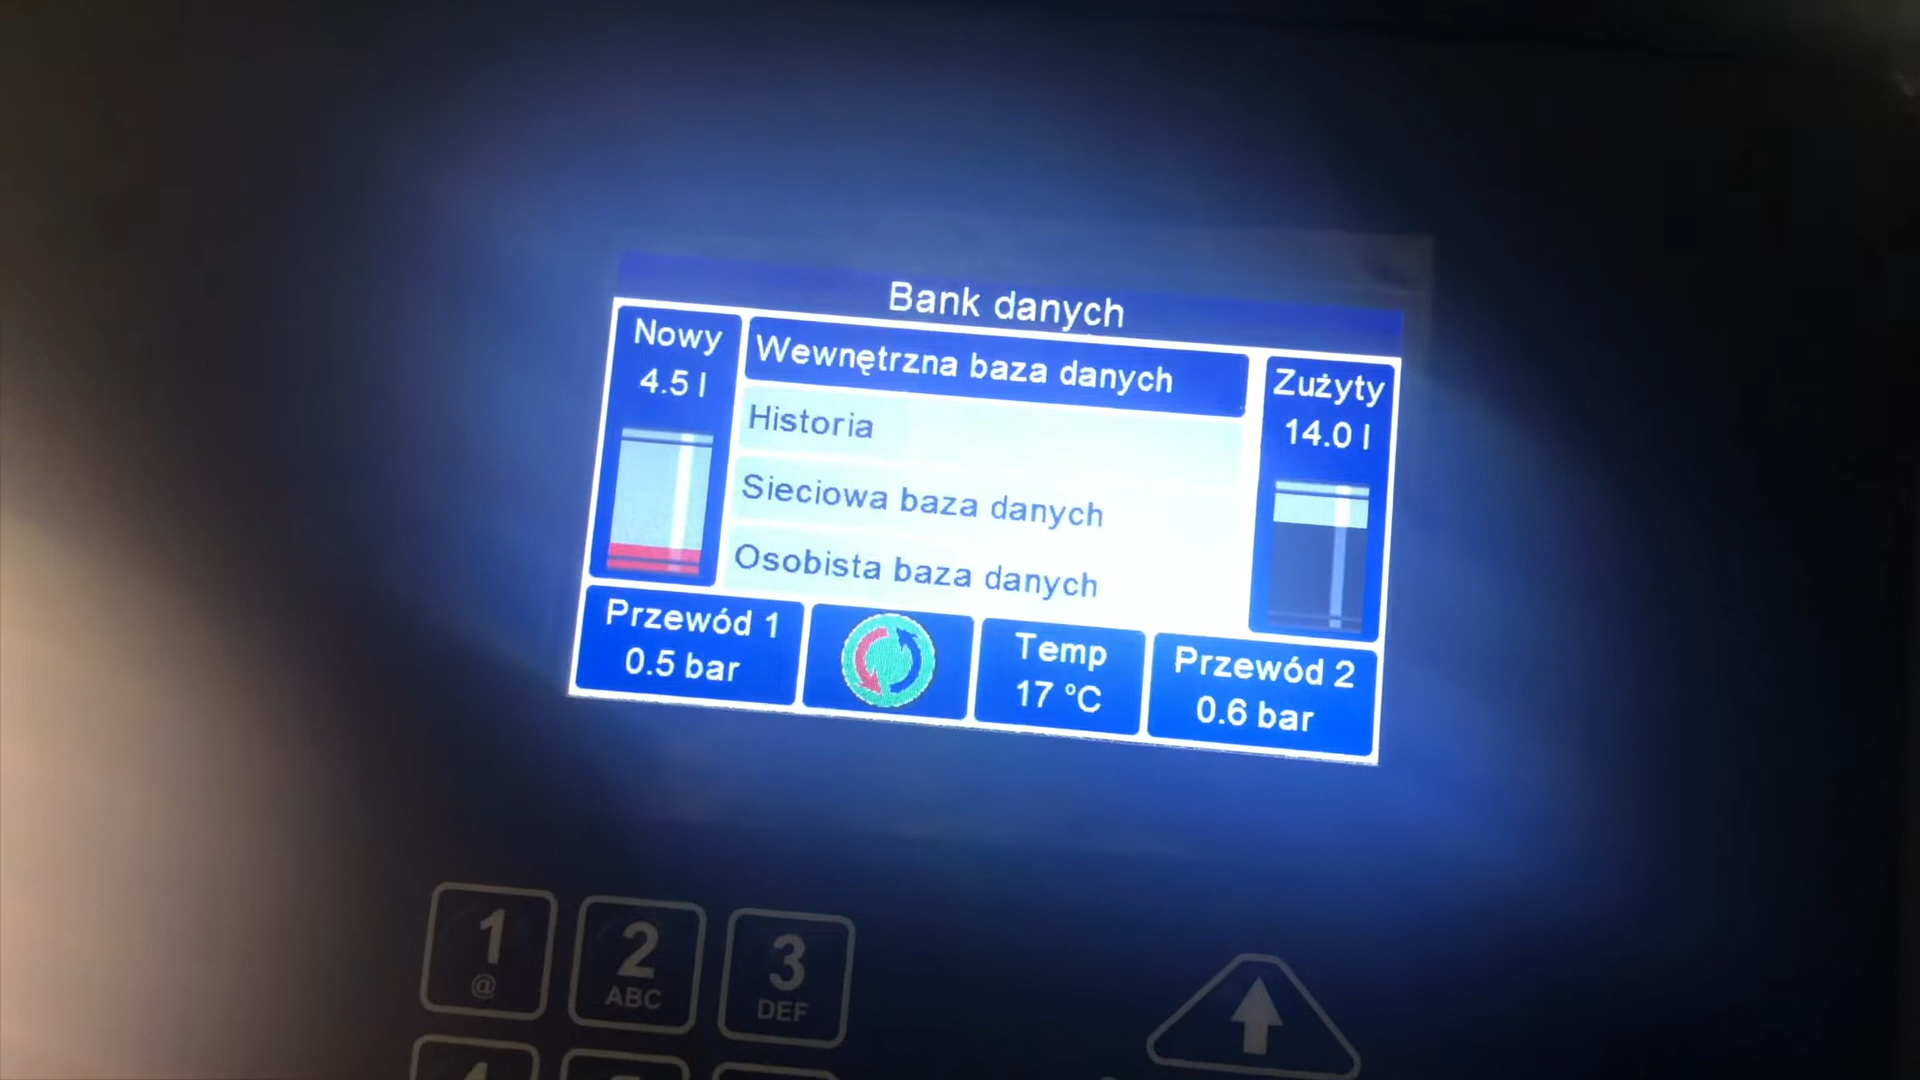 Bank danych
Nowy
4.5 l
Wewnętrzna baza danych
Historia
Sieciowa baza danych
Osobista baza danych
Zużyty
14.0 l
Przewód 1
0.5 bar
Temp
17 °C
Przewód 2
0.6 bar
1
@
2
ABC
3
DEF